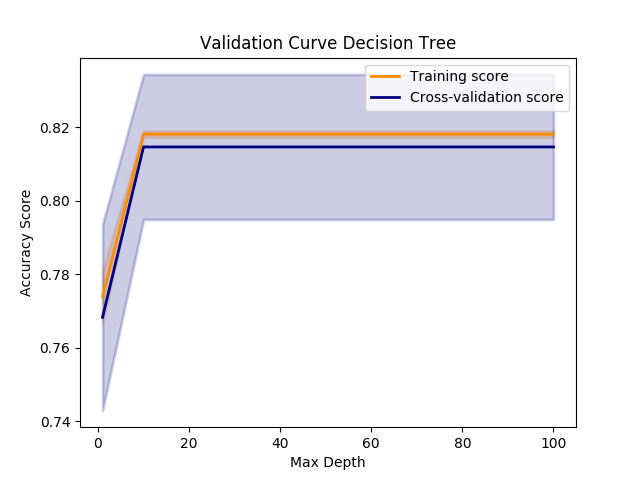 Validation Curve Decision Tree
Training score
Cross-validation score
Accuracy Score
0.82
0.80
0.78
0.76
0.74
0 20 40 60 80 100
Max Depth